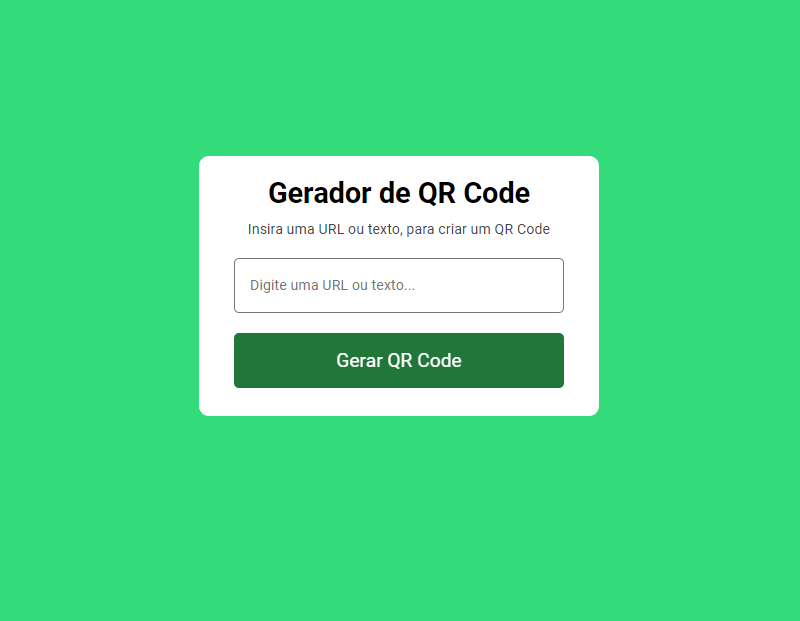 Gerador de QR Code
Insira uma URL ou texto, para criar um QR Code
Digite uma URL ou texto...
Gerar QR Code